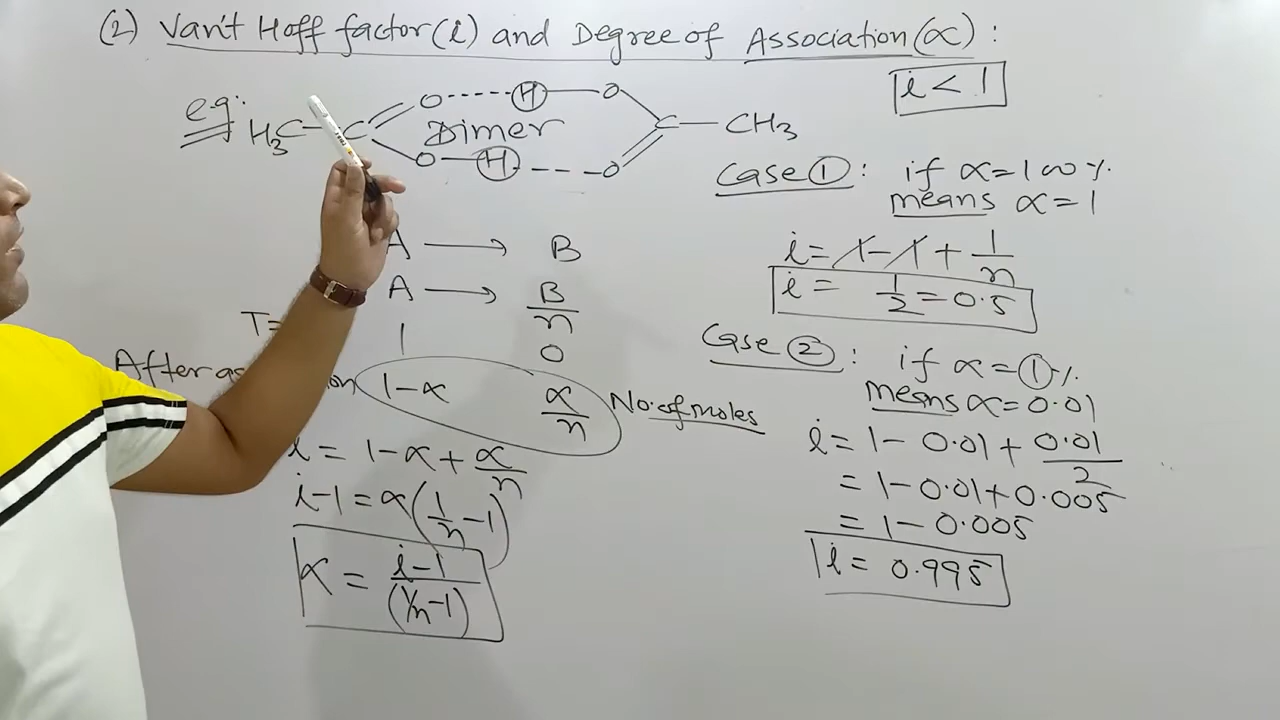 (2) Van't Hoff factor (i) and Degree of Association (α) :
i < 1
e.g:
H3C – C O ---- H – O C – CH3
Dimer
O – H --- O
A → B
A → B/n
T=
1 0
After as ion 1-α α/n No. of moles
i = 1-α + α/n
i-1 = α(1/n - 1)
α = i-1/(1/n-1)
Case ① : if α = 100%.
means α = 1
i = 1 - 1 + 1/n
i = 1/2 = 0.5
Case ② : if α = ①%
means α = 0.01
i = 1 - 0.01 + 0.01/2
= 1 - 0.01 + 0.005
= 1 - 0.005
i = 0.995